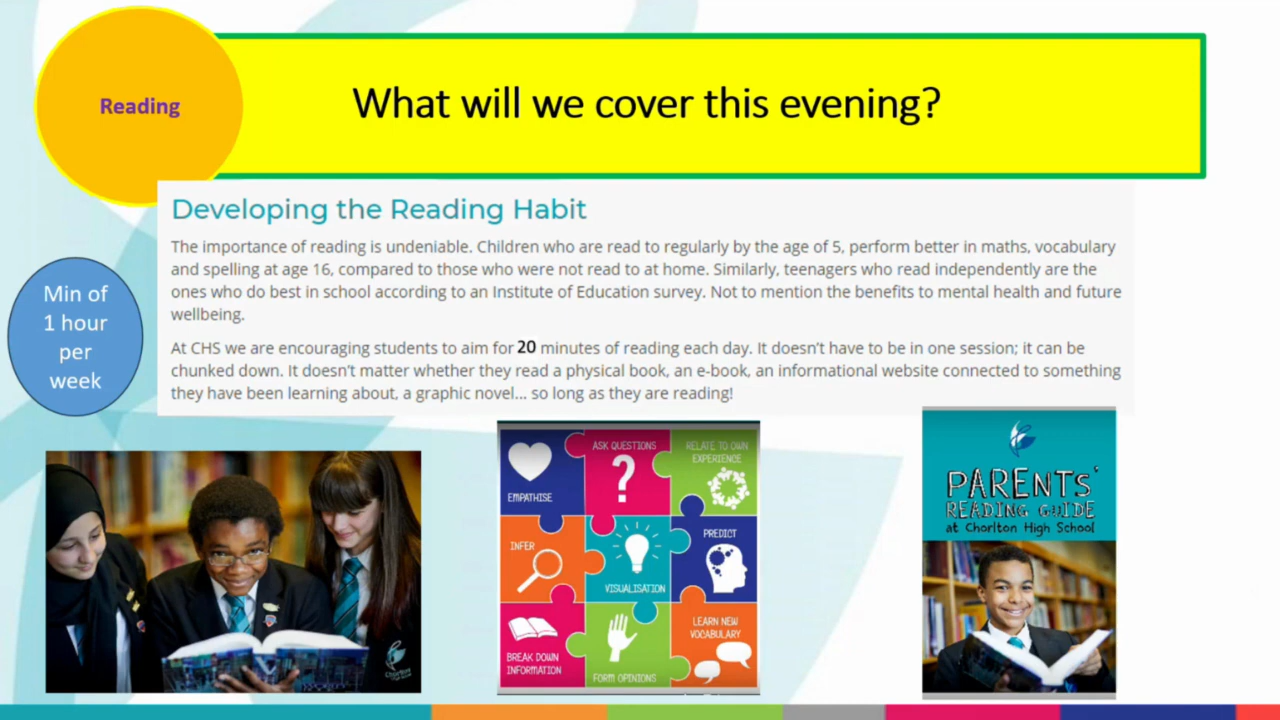 Reading
What will we cover this evening?
Developing the Reading Habit
The importance of reading is undeniable. Children who are read to regularly by the age of 5, perform better in maths, vocabulary
and spelling at age 16, compared to those who were not read to at home. Similarly, teenagers who read independently are the
ones who do best in school according to an Institute of Education survey. Not to mention the benefits to mental health and future
wellbeing.
At CHS we are encouraging students to aim for 20 minutes of reading each day. It doesn't have to be in one session; it can be
chunked down. It doesn't matter whether they read a physical book, an e-book, an informational website connected to something
they have been learning about, a graphic novel... so long as they are reading!
Min of
1 hour
per
week
EMPATHISE
ASK QUESTIONS
?
RELATE TO OWN
EXPERIENCE
INFER
VISUALISATION
PREDICT
BREAK DOWN
INFORMATION
FORM OPINIONS
LEARN NEW
VOCABULARY
PARENTS'
READING GUIDE
at Chorlton High School
Chorlton